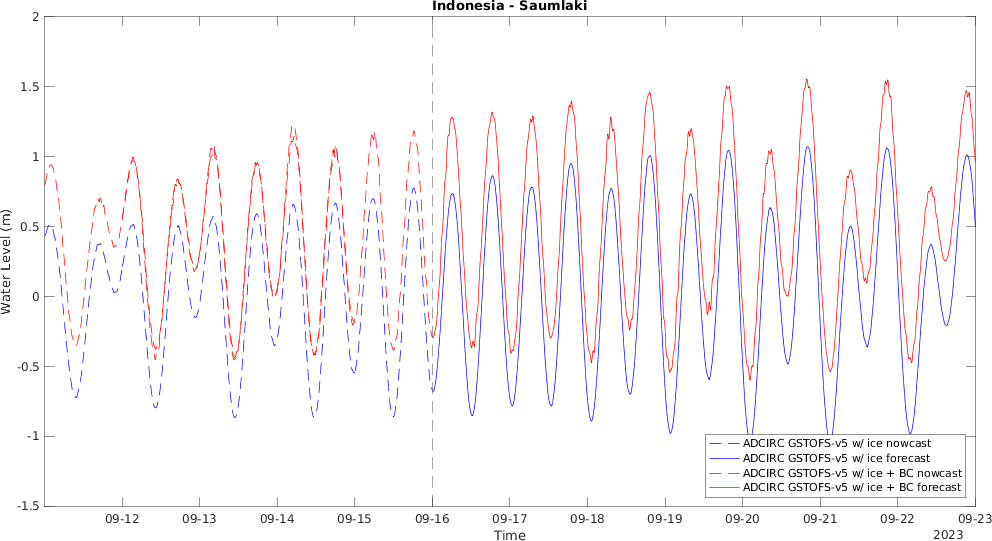 Indonesia - Saumlaki
2
1.5
1
0.5
0
-0.5
-1
-1.5
Water Level (m)
ADCIRC GSTOFS-v5 w/ ice nowcast
ADCIRC GSTOFS-v5 w/ ice forecast
ADCIRC GSTOFS-v5 w/ ice + BC nowcast
ADCIRC GSTOFS-v5 w/ ice + BC forecast
09-12 09-13 09-14 09-15 09-16 09-17 09-18 09-19 09-20 09-21 09-22 09-23
Time
2023